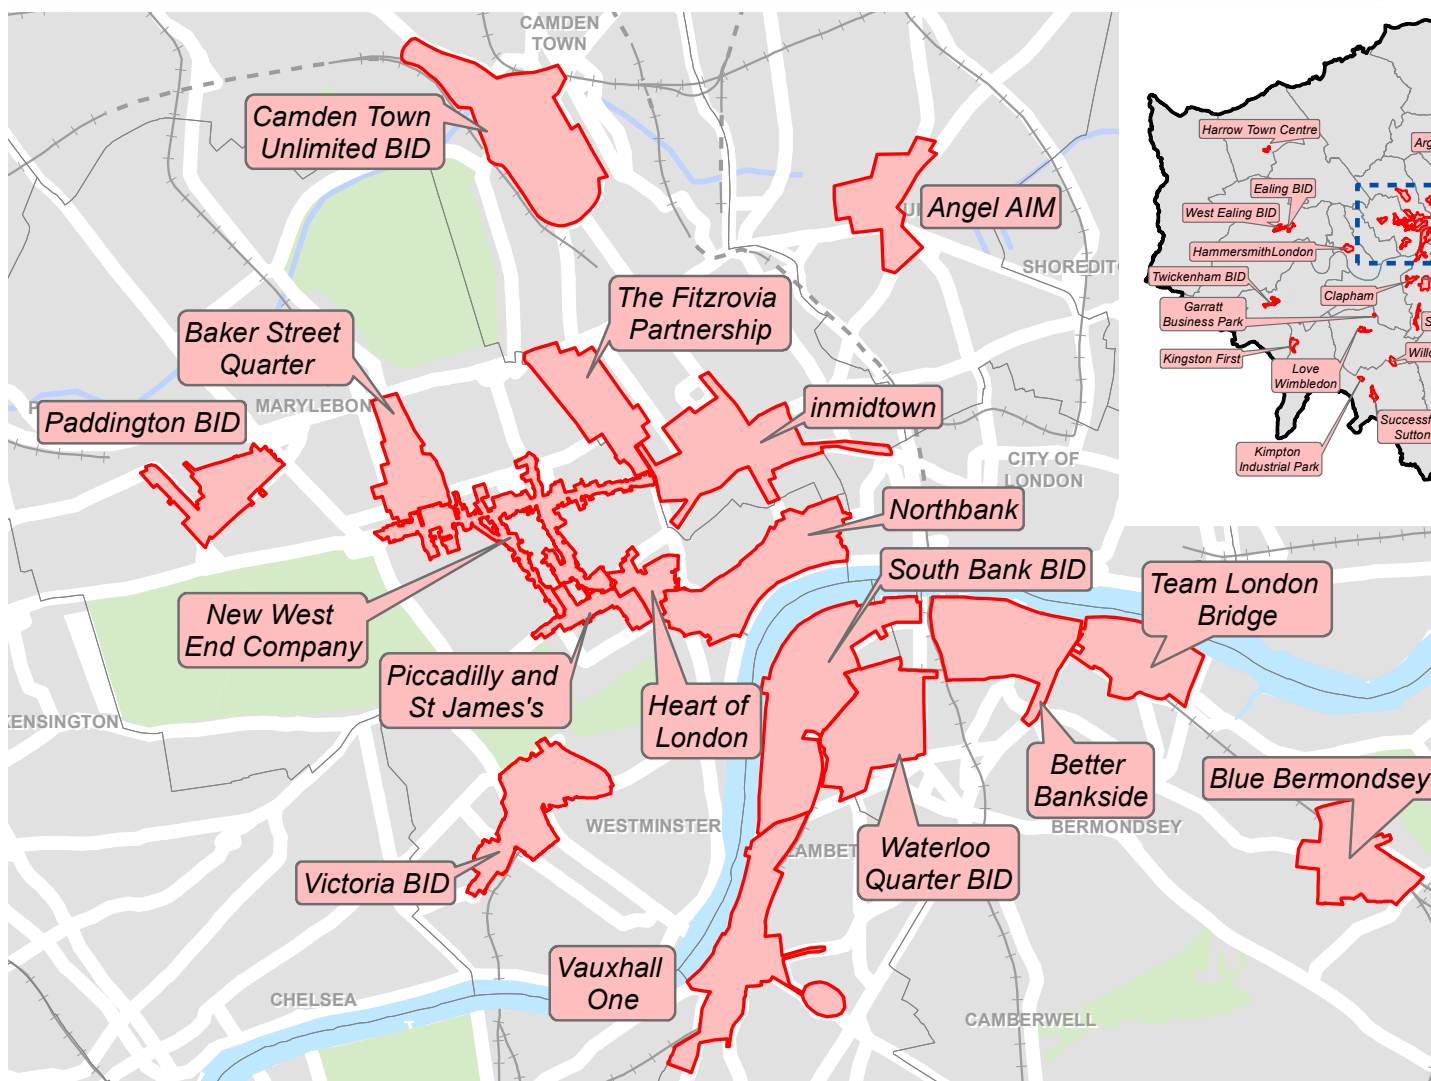 CAMDEN
TOWN
Camden Town
Unlimited BID
Angel AIM
SHOREDIT
The Fitzrovia
Partnership
Baker Street
Quarter
MARYLEBON
Paddington BID
inmidtown
CITY OF
LONDON
Northbank
South Bank BID
Team London
Bridge
New West
End Company
Piccadilly and
St James's
Heart of
London
KENSINGTON
Better
Bankside
Blue Bermondsey
WESTMINSTER
BERMONDSEY
LAMBET
Waterloo
Quarter BID
Victoria BID
Vauxhall
One
CHELSEA
CAMBERWELL
Harrow Town Centre
Arg
Ealing BID
West Ealing BID
HammersmithLondon
Twickenham BID
Clapham
Garratt
Business Park
S
Kingston First
Willo
Love
Wimbledon
Successf
Sutton
Kimpton
Industrial Park